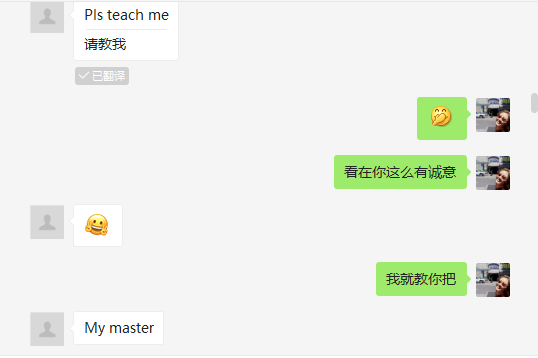 Pls teach me
请教我
已翻译
看在你这么有诚意
我就教你把
My master